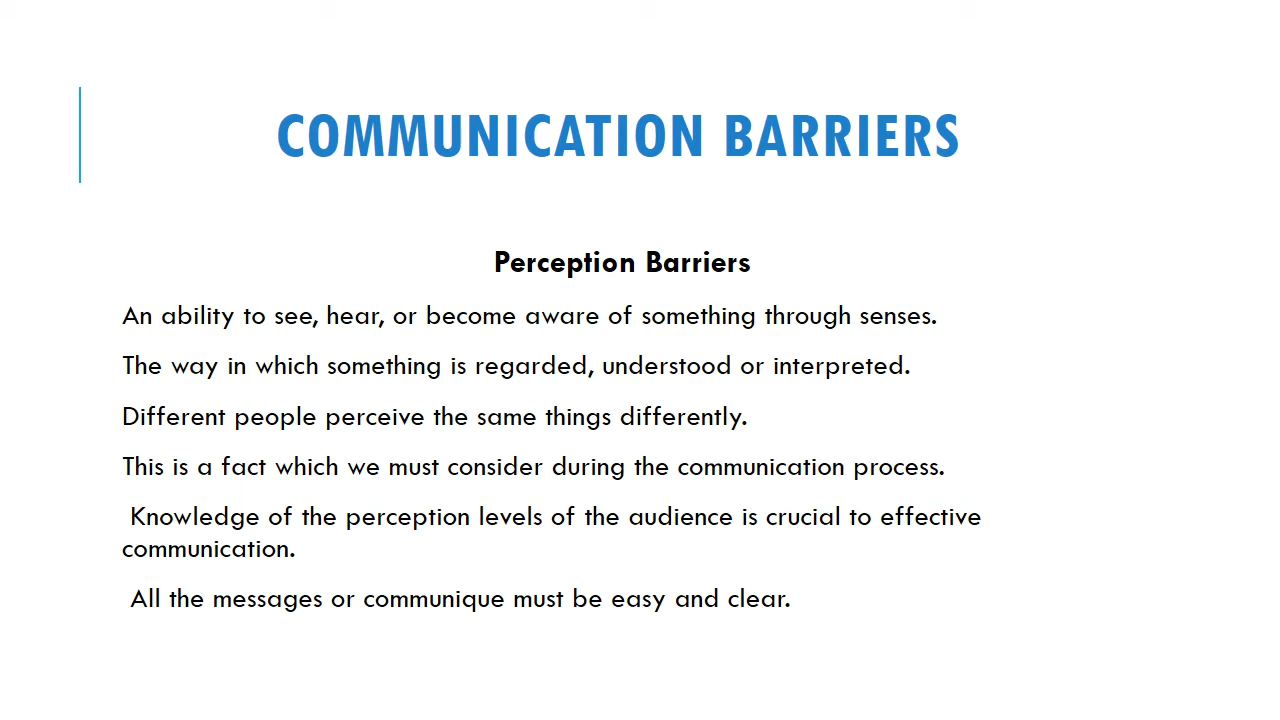 COMMUNICATION BARRIERS
Perception Barriers
An ability to see, hear, or become aware of something through senses.
The way in which something is regarded, understood or interpreted.
Different people perceive the same things differently.
This is a fact which we must consider during the communication process.
Knowledge of the perception levels of the audience is crucial to effective
communication.
All the messages or communique must be easy and clear.